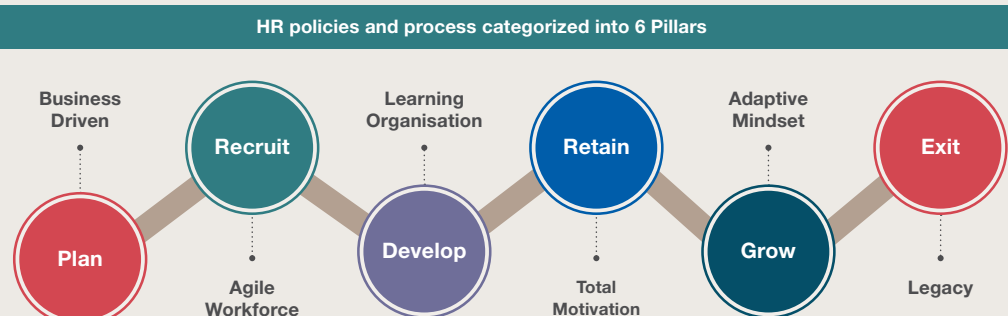 HR policies and process categorized into 6 Pillars
Business
Driven
Plan
Recruit
Agile
Workforce
Learning
Organisation
Develop
Retain
Total
Motivation
Adaptive
Mindset
Grow
Exit
Legacy